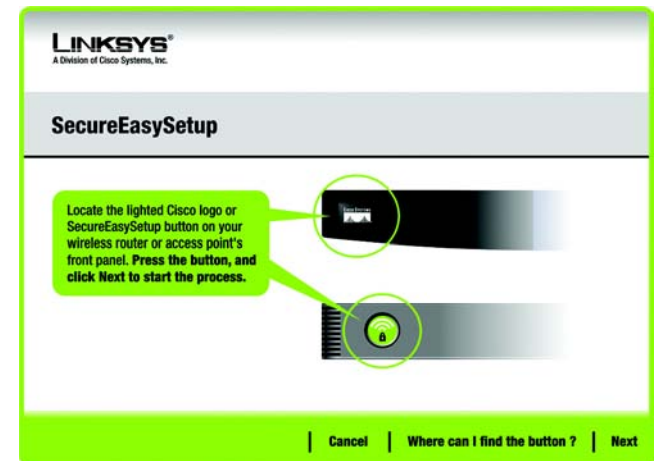 LINKSYS®
A Division of Cisco Systems, Inc.
SecureEasySetup
Locate the lighted Cisco logo or
SecureEasySetup button on your
wireless router or access point's
front panel. Press the button, and
click Next to start the process.
Cisco Systems
Cancel | Where can I find the button ? | Next